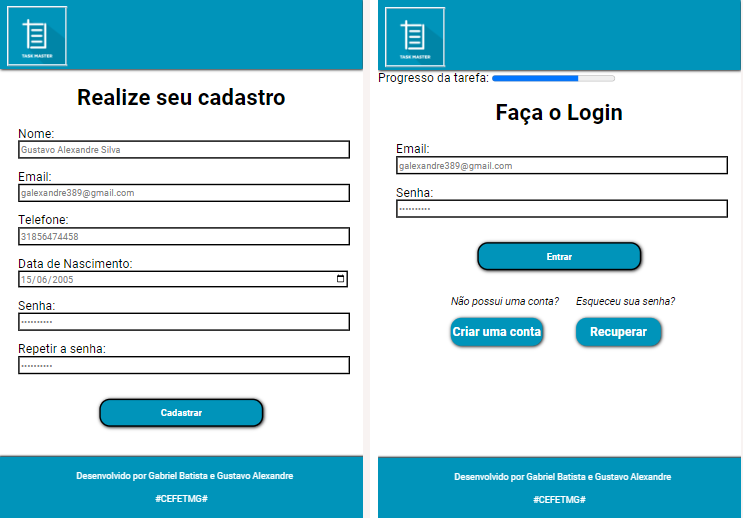 TASK MASTER
Realize seu cadastro
Nome:
Gustavo Alexandre Silva
Email:
galexandre389@gmail.com
Telefone:
31856474458
Data de Nascimento:
15/06/2005
Senha:
••••••••••
Repetir a senha:
••••••••••
Cadastrar
Desenvolvido por Gabriel Batista e Gustavo Alexandre
#CEFETMG#
TASK MASTER
Progresso da tarefa:
Faça o Login
Email:
galexandre389@gmail.com
Senha:
••••••••••
Entrar
Não possui uma conta? Esqueceu sua senha?
Criar uma conta Recuperar
Desenvolvido por Gabriel Batista e Gustavo Alexandre
#CEFETMG#